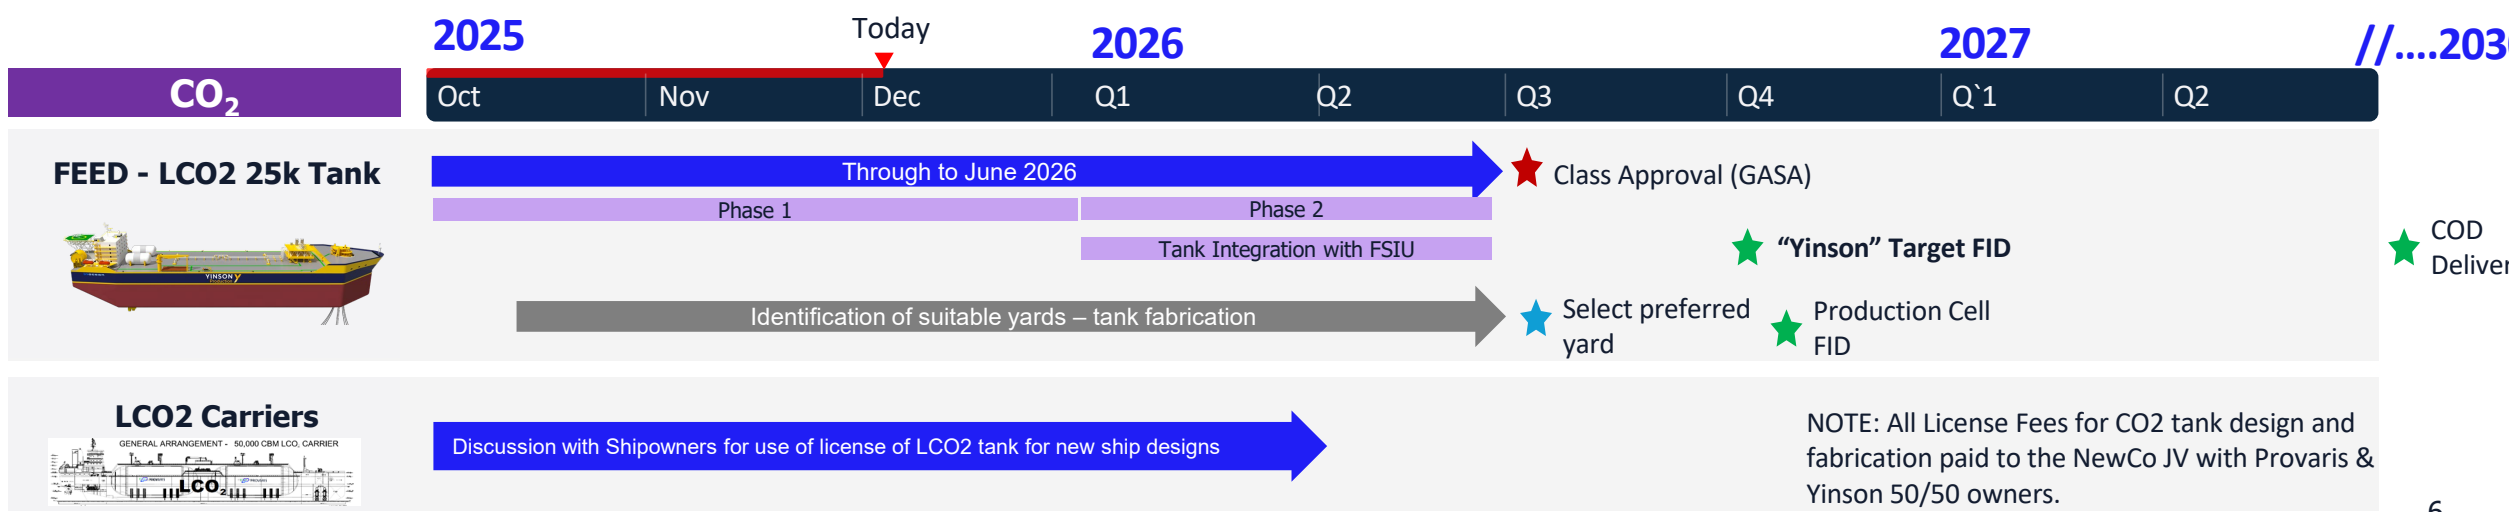 2025
Today
2026
2027
//....203
CO₂
Oct
Nov
Dec
Q1
Q2
Q3
Q4
Q`1
Q2
FEED - LCO2 25k Tank
Through to June 2026
Class Approval (GASA)
Phase 1
Phase 2
Tank Integration with FSIU
“Yinson” Target FID
COD
Deliver
YINSON
Production
Identification of suitable yards – tank fabrication
Select preferred
yard
Production Cell
FID
LCO2 Carriers
GENERAL ARRANGEMENT - 50,000 CBM LCO, CARRIER
LCO₂
Discussion with Shipowners for use of license of LCO2 tank for new ship designs
NOTE: All License Fees for CO2 tank design and
fabrication paid to the NewCo JV with Provaris &
Yinson 50/50 owners.